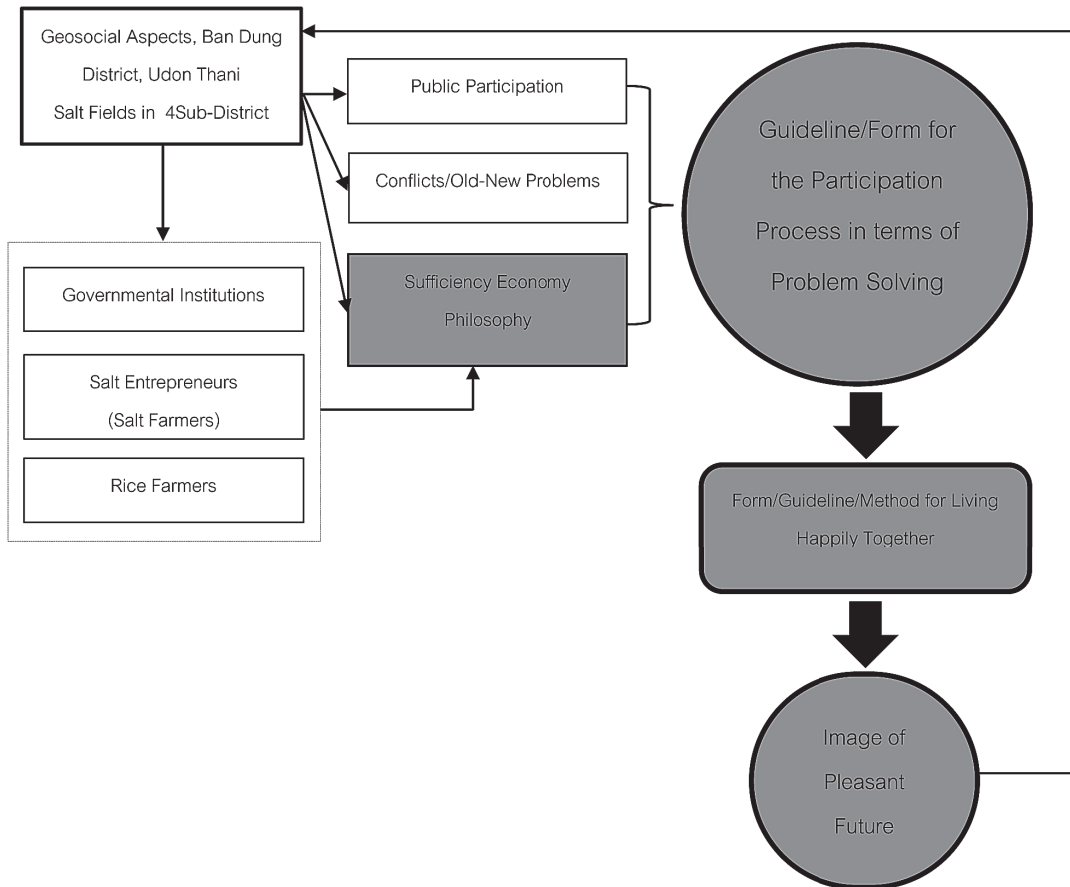 Geosocial Aspects, Ban Dung
District, Udon Thani
Salt Fields in 4Sub-District
Public Participation
Conflicts/Old-New Problems
Sufficiency Economy
Philosophy
Governmental Institutions
Salt Entrepreneurs
(Salt Farmers)
Rice Farmers
Guideline/Form for
the Participation
Process in terms of
Problem Solving
Form/Guideline/Method for Living
Happily Together
Image of
Pleasant
Future